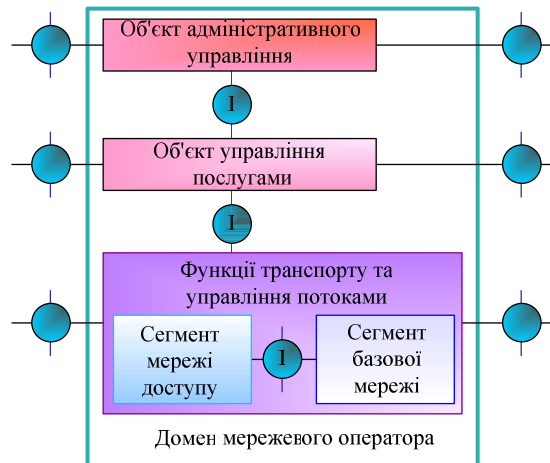 Об'єкт адміністративного
управління
I
Об'єкт управління
послугами
I
Функції транспорту та
управління потоками
Сегмент
мережі
доступу
I
Сегмент
базової
мережі
Домен мережевого оператора